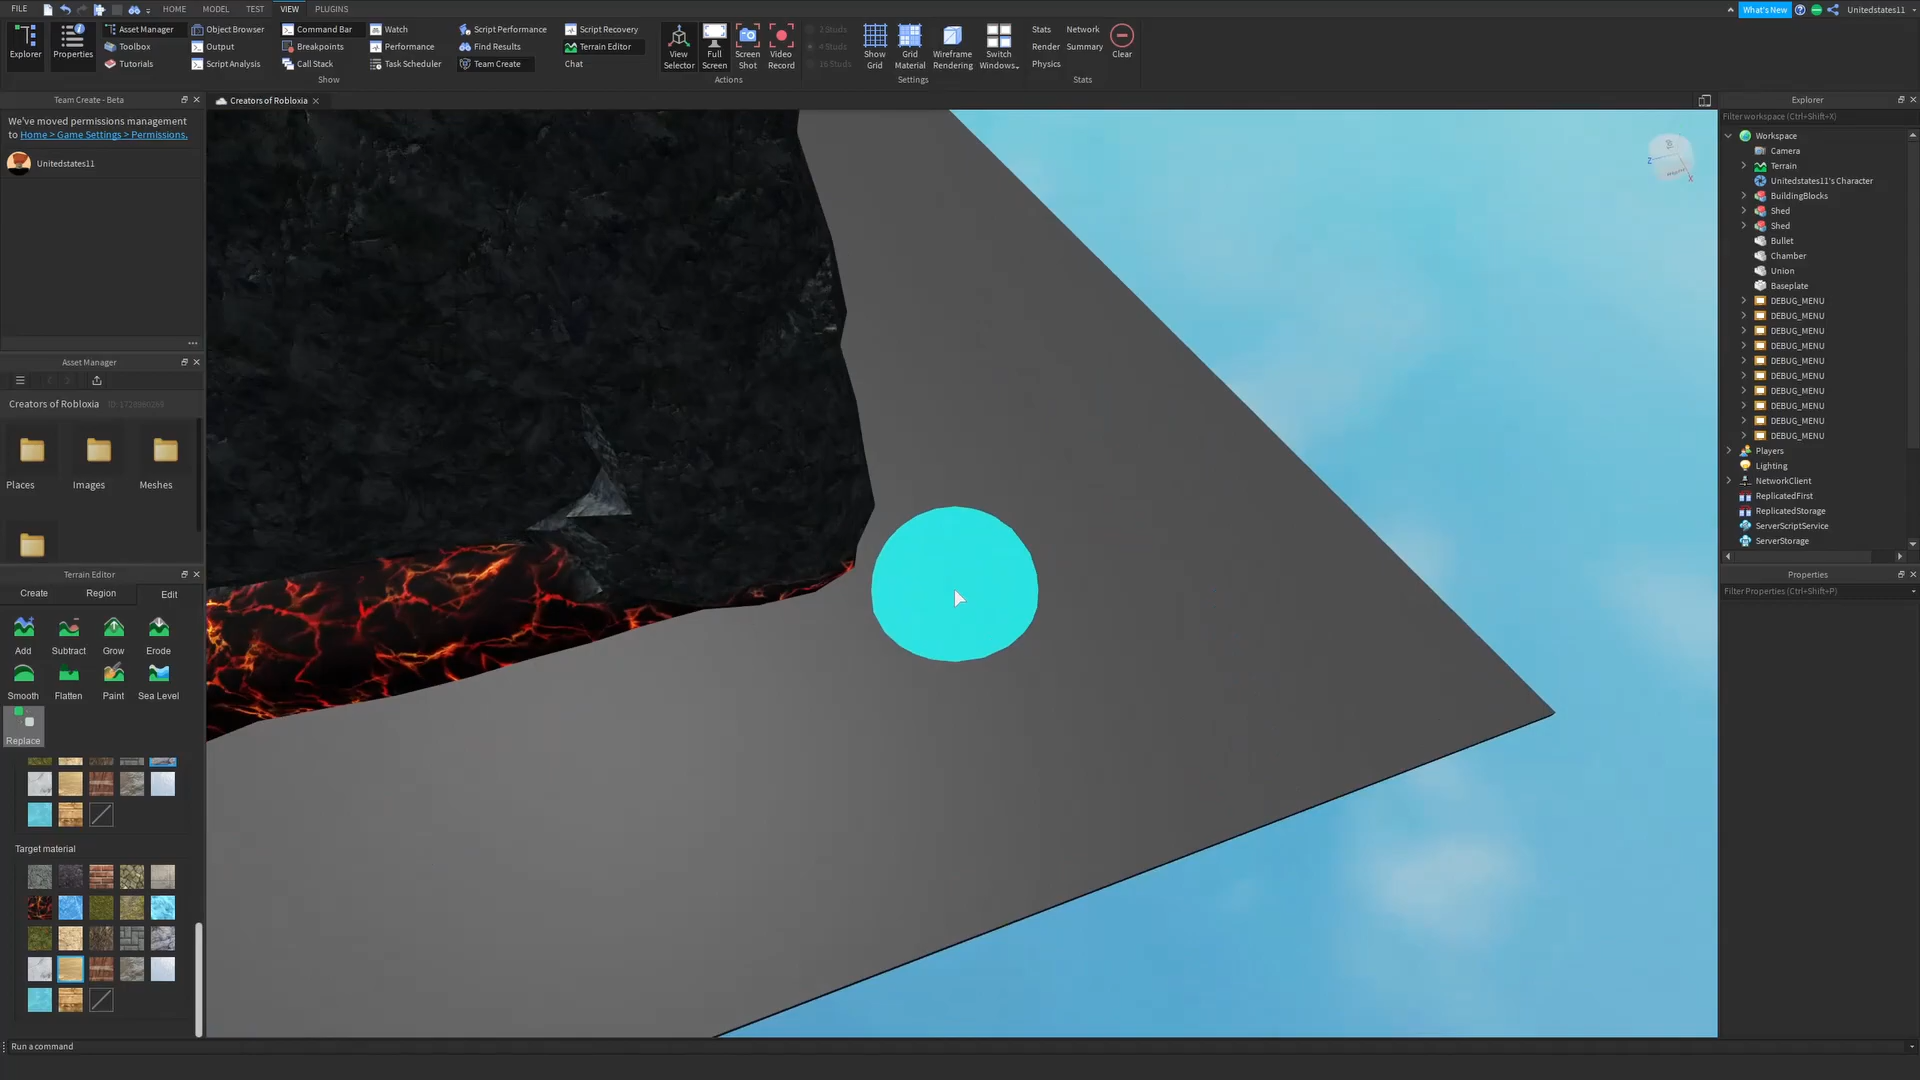 FILE
HOME
MODEL
TEST
VIEW
PLUGINS
What's New
Unitedstates11
Explorer
Properties
Asset Manager
Toolbox
Tutorials
Object Browser
Output
Script Analysis
Command Bar
Breakpoints
Call Stack
Watch
Performance
Task Scheduler
Script Performance
Find Results
Team Create
Script Recovery
Terrain Editor
Chat
Show
View Selector
Full Screen
Screen Shot
Video Record
Actions
2 Studs
4 Studs
16 Studs
Show Grid
Grid Material
Wireframe Rendering
Switch Windows
Settings
Stats
Render
Physics
Network
Summary
Clear
Stats
Team Create - Beta
We've moved permissions management
to Home > Game Settings > Permissions.
Unitedstates11
Asset Manager
Creators of Robloxia
Places
Images
Meshes
Terrain Editor
Create
Region
Edit
Add
Subtract
Grow
Erode
Smooth
Flatten
Paint
Sea Level
Replace
Target material
Run a command
Creators of Robloxia
Z
X
Explorer
Filter workspace (Ctrl+Shift+X)
Workspace
Camera
Terrain
Unitedstates11's Character
BuildingBlocks
Shed
Shed
Bullet
Chamber
Union
Baseplate
DEBUG_MENU
DEBUG_MENU
DEBUG_MENU
DEBUG_MENU
DEBUG_MENU
DEBUG_MENU
DEBUG_MENU
DEBUG_MENU
DEBUG_MENU
DEBUG_MENU
Players
Lighting
NetworkClient
ReplicatedFirst
ReplicatedStorage
ServerScriptService
ServerStorage
Properties
Filter Properties (Ctrl+Shift+P)